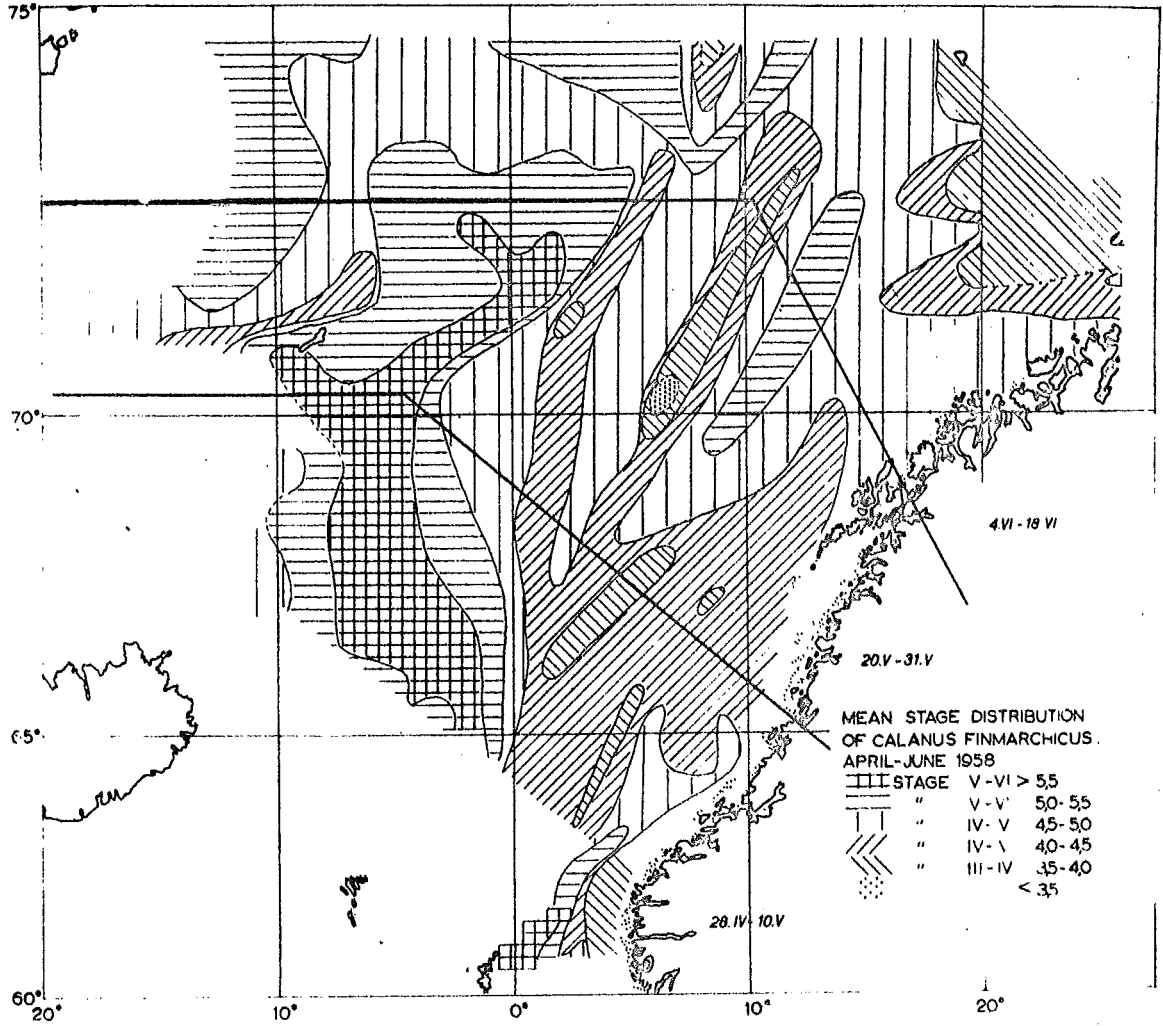 75°
70°
65°
60°
20°
10°
0°
10°
20°
4.VI - 18 VI
20.V - 31.V
28.IV - 10.V
MEAN STAGE DISTRIBUTION
OF CALANUS FINMARCHICUS.
APRIL-JUNE 1958
STAGE V-VI > 5,5
" V-V 5,0-5,5
" IV-V 4,5-5,0
" IV- 4,0-4,5
" III-IV 3,5-4,0
< 3,5